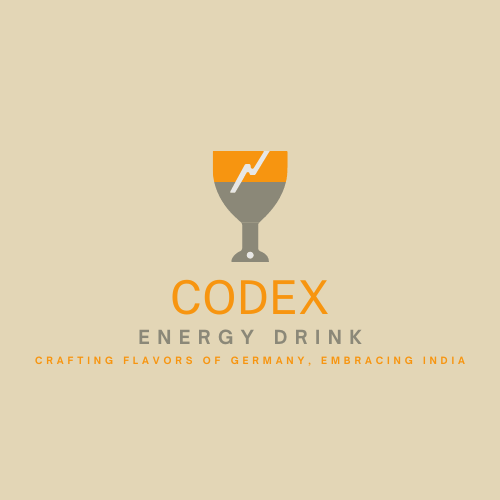 CODEX
ENERGY DRINK
CRAFTING FLAVORS OF GERMANY, EMBRACING INDIA